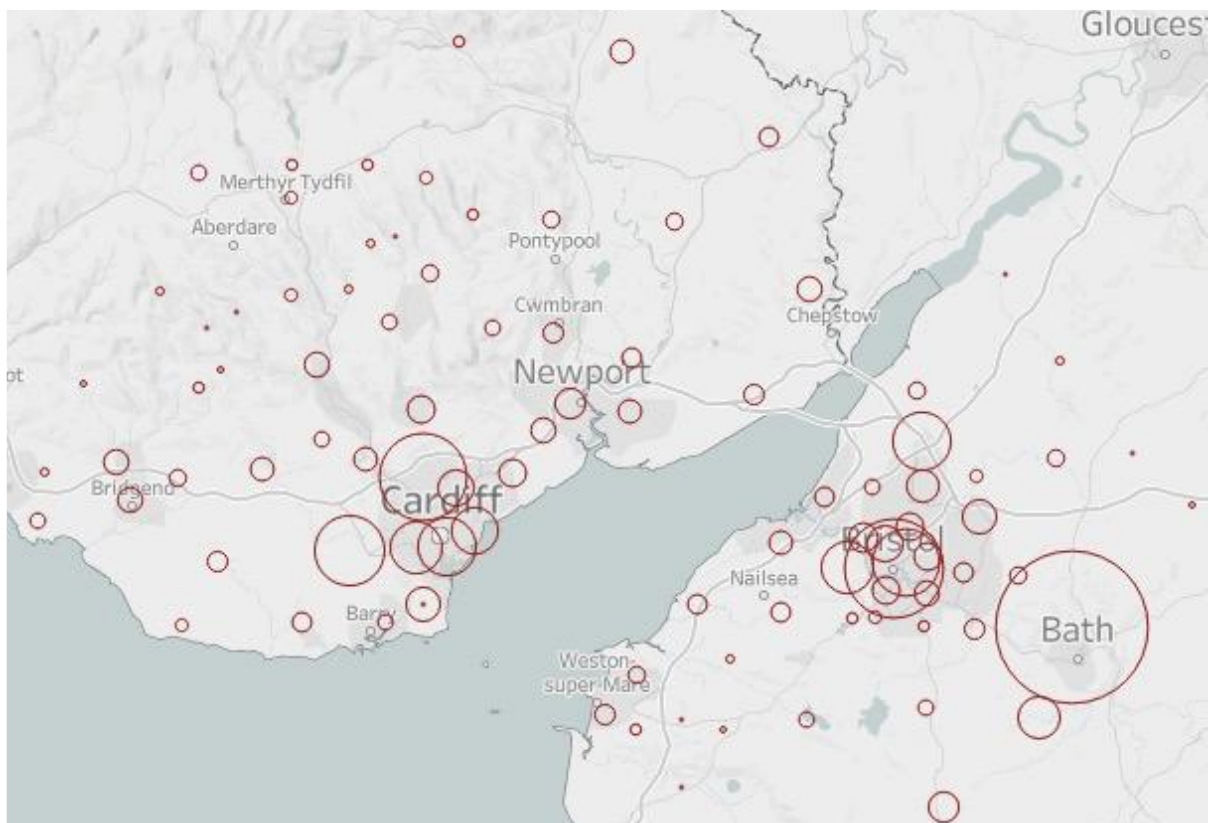 Gloucest
Merthyr Tydfil
Aberdare
Pontypool
Cwmbran
Chepstow
ot
Newport
Bridgend
Cardiff
Bristol
Nailsea
Barry
Bath
Weston-
super Mare